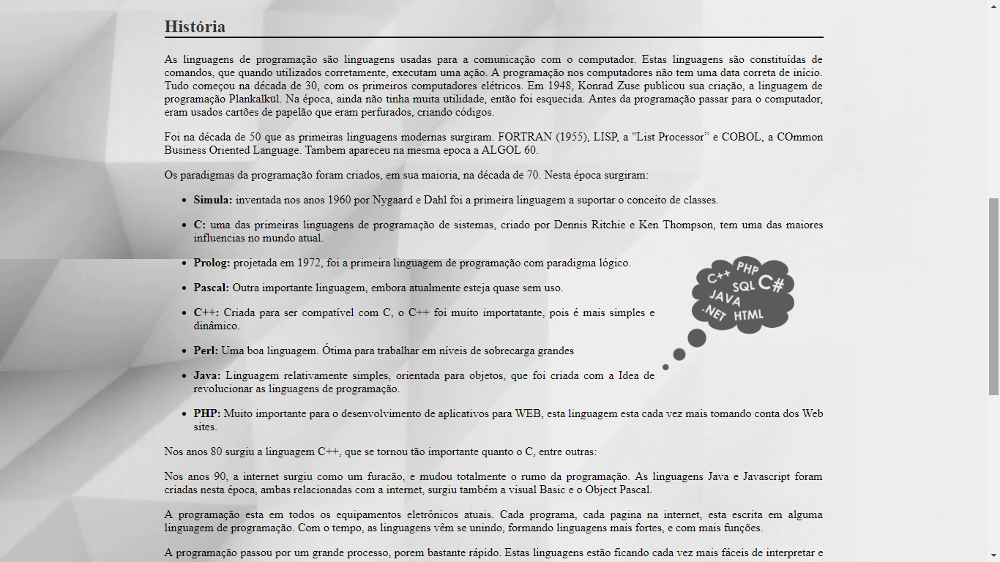 História
As linguagens de programação são linguagens usadas para a comunicação com o computador. Estas linguagens são constituídas de
comandos, que quando utilizados corretamente, executam uma ação. A programação nos computadores não tem uma data correta de início.
Tudo começou na década de 30, com os primeiros computadores elétricos. Em 1948, Konrad Zuse publicou sua criação, a linguagem de
programação Plankalkül. Na época, ainda não tinha muita utilidade, então foi esquecida. Antes da programação passar para o computador,
eram usados cartões de papelão que eram perfurados, criando códigos.
Foi na década de 50 que as primeiras linguagens modernas surgiram. FORTRAN (1955), LISP, a "List Processor” e COBOL, a COmmon
Business Oriented Language. Tambem apareceu na mesma epoca a ALGOL 60.
Os paradigmas da programação foram criados, em sua maioria, na década de 70. Nesta época surgiram:
• Simula: inventada nos anos 1960 por Nygaard e Dahl foi a primeira linguagem a suportar o conceito de classes.
• C: uma das primeiras linguagens de programação de sistemas, criado por Dennis Ritchie e Ken Thompson, tem uma das maiores
influencias no mundo atual.
• Prolog: projetada em 1972, foi a primeira linguagem de programação com paradigma lógico.
• Pascal: Outra importante linguagem, embora atualmente esteja quase sem uso.
• C++: Criada para ser compatível com C, o C++ foi muito importatante, pois é mais simples e
dinâmico.
• Perl: Uma boa linguagem. Ótima para trabalhar em níveis de sobrecarga grandes
• Java: Linguagem relativamente simples, orientada para objetos, que foi criada com a Idea de
revolucionar as linguagens de programação.
• PHP: Muito importante para o desenvolvimento de aplicativos para WEB, esta linguagem esta cada vez mais tomando conta dos Web
sites.
C++ PHP
SQL C#
JAVA
.NET HTML
Nos anos 80 surgiu a linguagem C++, que se tornou tão importante quanto o C, entre outras:
Nos anos 90, a internet surgiu como um furacão, e mudou totalmente o rumo da programação. As linguagens Java e Javascript foram
criadas nesta época, ambas relacionadas com a internet, surgiu também a visual Basic e o Object Pascal.
A programação esta em todos os equipamentos eletrônicos atuais. Cada programa, cada pagina na internet, esta escrita em alguma
linguagem de programação. Com o tempo, as linguagens vêm se unindo, formando linguagens mais fortes, e com mais funções.
A programação passou por um grande processo, porem bastante rápido. Estas linguagens estão ficando cada vez mais fáceis de interpretar e